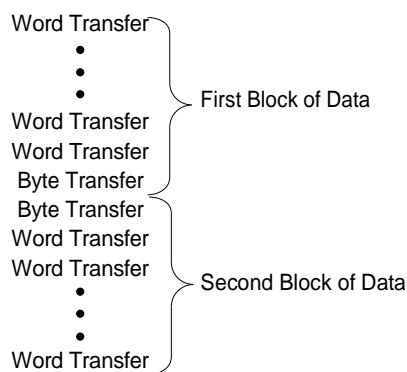 Word Transfer
•
•
•
First Block of Data
Word Transfer
Word Transfer
Byte Transfer
Byte Transfer
Word Transfer
Word Transfer
Second Block of Data
•
•
•
Word Transfer